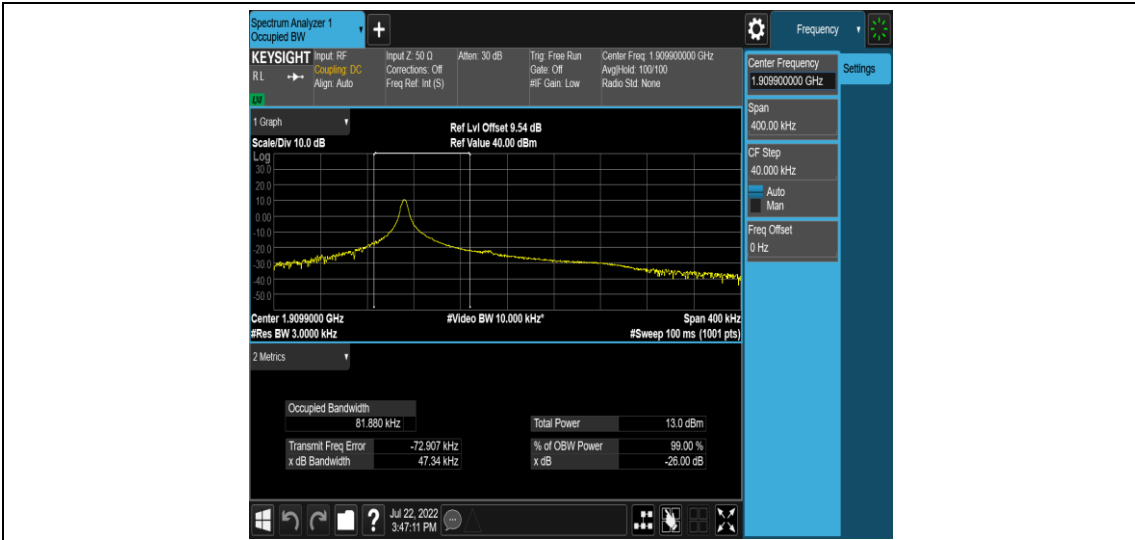 Spectrum Analyzer 1
Occupied BW
+
Frequency
KEYSIGHT
RL
LXI
Input: RF
Coupling: DC
Align: Auto
Input Z: 50 Ω
Corrections: Off
Freq Ref: Int (S)
Atten: 30 dB
Trig: Free Run
Gate: Off
#IF Gain: Low
Center Freq: 1.909900000 GHz
Avg|Hold: 100/100
Radio Std: None
Center Frequency
1.909900000 GHz
Settings
Span
400.00 kHz
CF Step
40.000 kHz
Auto
Man
Freq Offset
0 Hz
1 Graph
Scale/Div 10.0 dB
Ref Lvl Offset 9.54 dB
Ref Value 40.00 dBm
Log
30.0
20.0
10.0
0.00
-10.0
-20.0
-30.0
-40.0
-50.0
Center 1.9099000 GHz
#Video BW 10.000 kHz*
Span 400 kHz
#Res BW 3.0000 kHz
#Sweep 100 ms (1001 pts)
2 Metrics
Occupied Bandwidth
81.880 kHz
Total Power 13.0 dBm
Transmit Freq Error -72.907 kHz
% of OBW Power 99.00 %
x dB Bandwidth 47.34 kHz
x dB -26.00 dB
?
Jul 22, 2022
3:47:11 PM